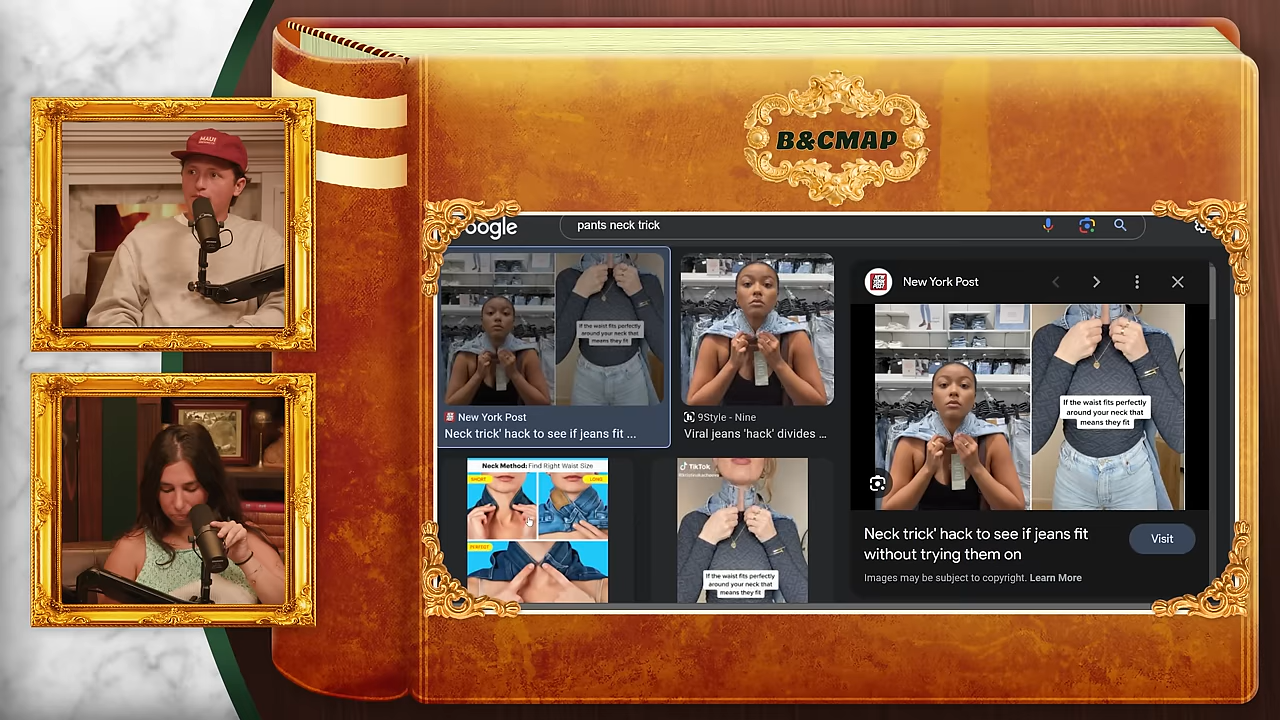 B&CMAP
MAUI
oogle
pants neck trick
If the waist fits perfectly
around your neck that
means they fit
New York Post
Neck trick' hack to see if jeans fit ...
9Style - Nine
Viral jeans 'hack' divides ...
Neck Method: Find Right Waist Size
SHORT
LONG
PERFECT
TikTok
If the waist fits perfectly
around your neck that
means they fit
New York Post
If the waist fits perfectly
around your neck that
means they fit
Neck trick' hack to see if jeans fit
without trying them on
Visit
Images may be subject to copyright. Learn More